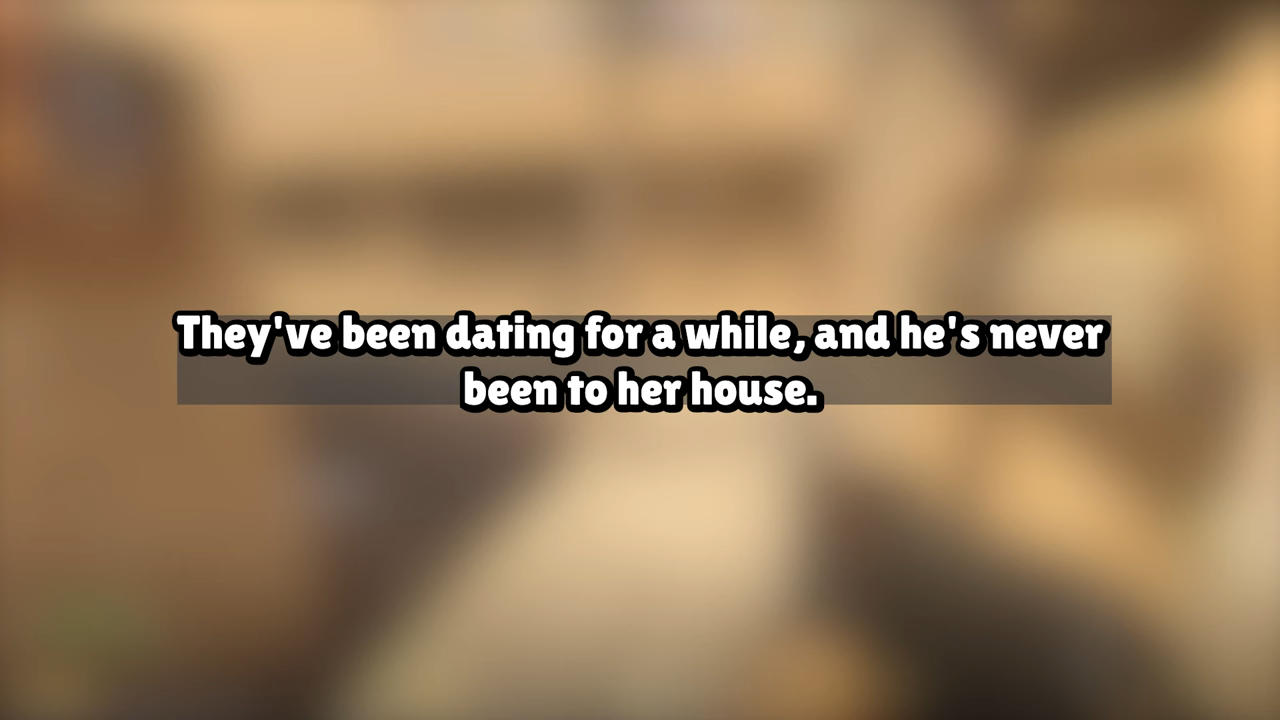 They've been dating for a while, and he's never
been to her house.